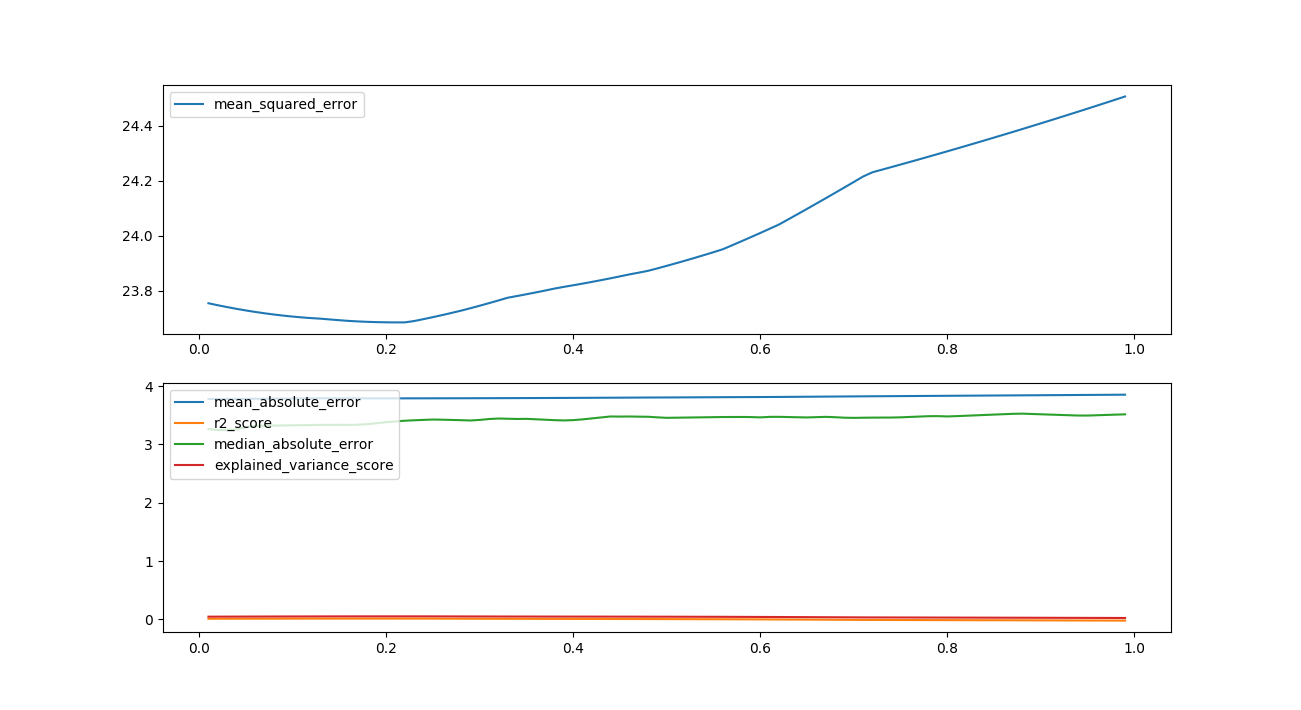 mean_squared_error
24.4
24.2
24.0
23.8
0.0 0.2 0.4 0.6 0.8 1.0
4
mean_absolute_error
r2_score
3
median_absolute_error
explained_variance_score
2
1
0
0.0 0.2 0.4 0.6 0.8 1.0